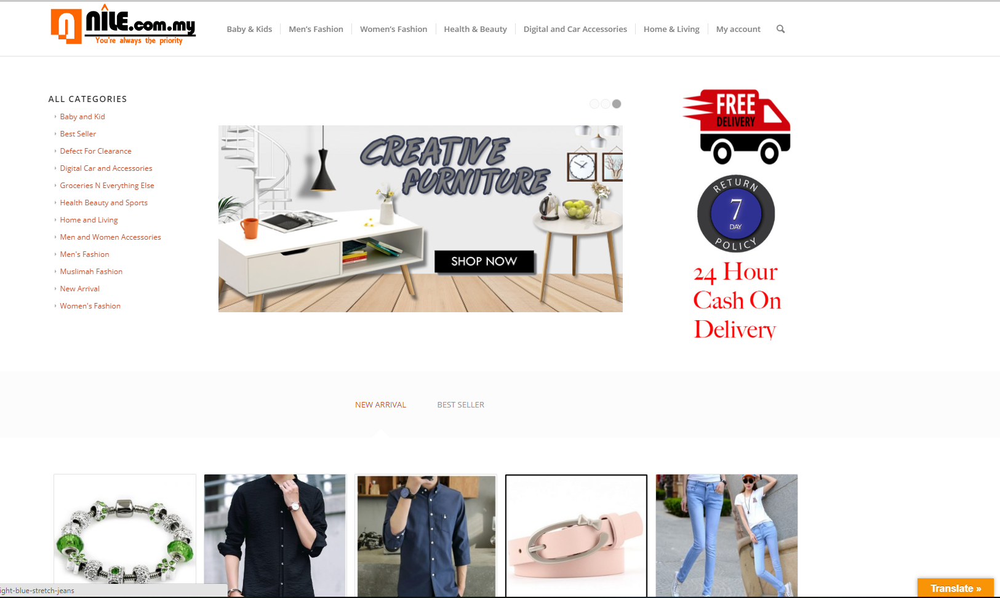 NILE.com.my
You're always the priority
Baby & Kids
Men’s Fashion
Women’s Fashion
Health & Beauty
Digital and Car Accessories
Home & Living
My account
ALL CATEGORIES
Baby and Kid
Best Seller
Defect For Clearance
Digital Car and Accessories
Groceries N Everything Else
Health Beauty and Sports
Home and Living
Men and Women Accessories
Men's Fashion
Muslimah Fashion
New Arrival
Women's Fashion
CREATIVE
FURNITURE
SHOP NOW
FREE
DELIVERY
RETURN
7
DAY
POLICY
24 Hour
Cash On
Delivery
NEW ARRIVAL
BEST SELLER
ight-blue-stretch-jeans
Translate »